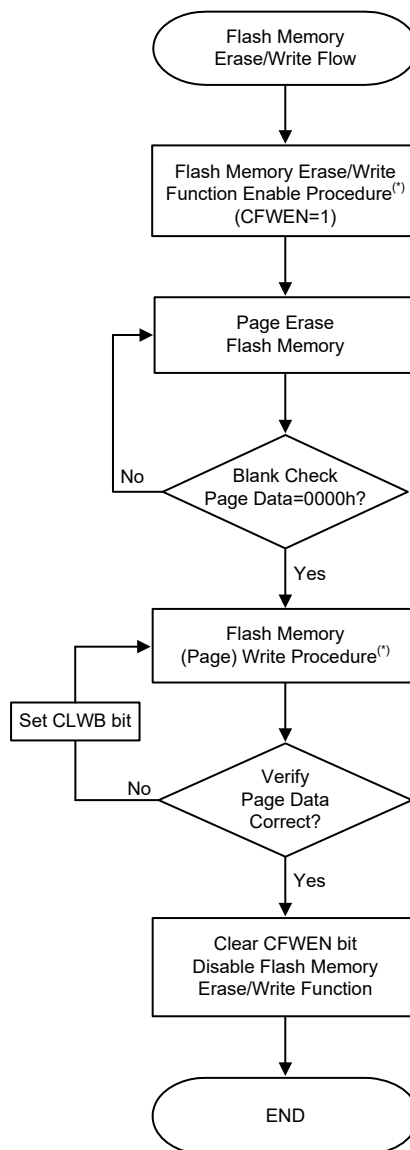 Flash Memory
Erase/Write Flow
Flash Memory Erase/Write
Function Enable Procedure(*)
(CFWEN=1)
Page Erase
Flash Memory
No
Blank Check
Page Data=0000h?
Yes
Flash Memory
(Page) Write Procedure(*)
Set CLWB bit
No
Verify
Page Data
Correct?
Yes
Clear CFWEN bit
Disable Flash Memory
Erase/Write Function
END